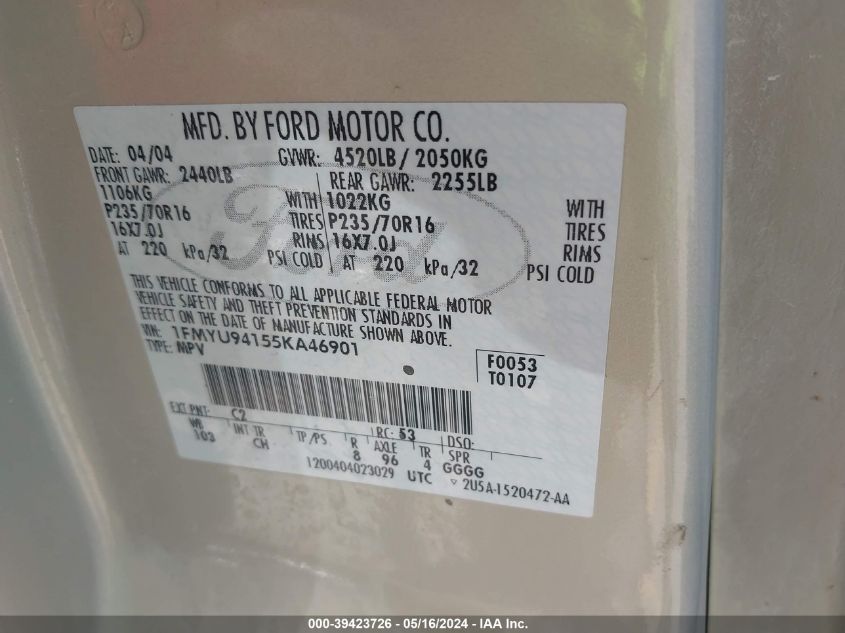 MFD. BY FORD MOTOR CO.
DATE: 04/04 GVWR: 4520LB / 2050KG
FRONT GAWR: 2440LB REAR GAWR: 2255LB
1106KG WITH 1022KG WITH
P235/70R16 TIRES P235/70R16 TIRES
16X7.0J RIMS 16X7.0J RIMS
AT 220 kPa/32 PSI COLD AT 220 kPa/32 PSI COLD
Ford
THIS VEHICLE CONFORMS TO ALL APPLICABLE FEDERAL MOTOR
VEHICLE SAFETY AND THEFT PREVENTION STANDARDS IN
EFFECT ON THE DATE OF MANUFACTURE SHOWN ABOVE.
VIN: 1FMYU94155KA46901
TYPE: MPV
F0053
T0107
EXT PNT: C2 RC: 53 DSO:
WB INT TR TP/PS R AXLE TR SPR
103 CH 8 96 4 GGGG
1200404023029 UTC ▽ 2U5A-1520472-AA
000-39423726 - 05/16/2024 - IAA Inc.